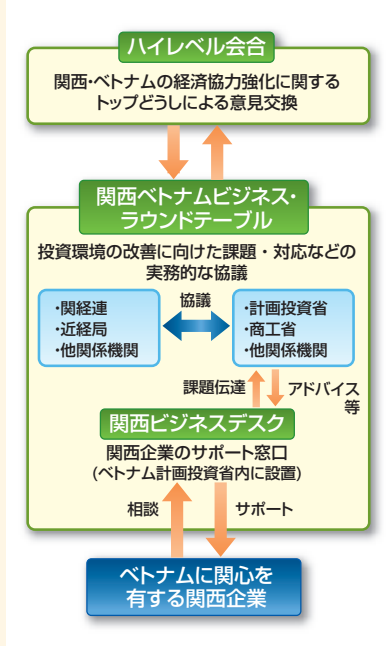 ハイレベル会合
関西・ベトナムの経済協力強化に関する
トップどうしによる意見交換
関西ベトナムビジネス・
ラウンドテーブル
投資環境の改善に向けた課題・対応などの
実務的な協議
・関経連
・近経局
・他関係機関
協議
・計画投資省
・商工省
・他関係機関
課題伝達
アドバイス
等
関西ビジネスデスク
関西企業のサポート窓口
(ベトナム計画投資省内に設置)
相談
サポート
ベトナムに関心を
有する関西企業